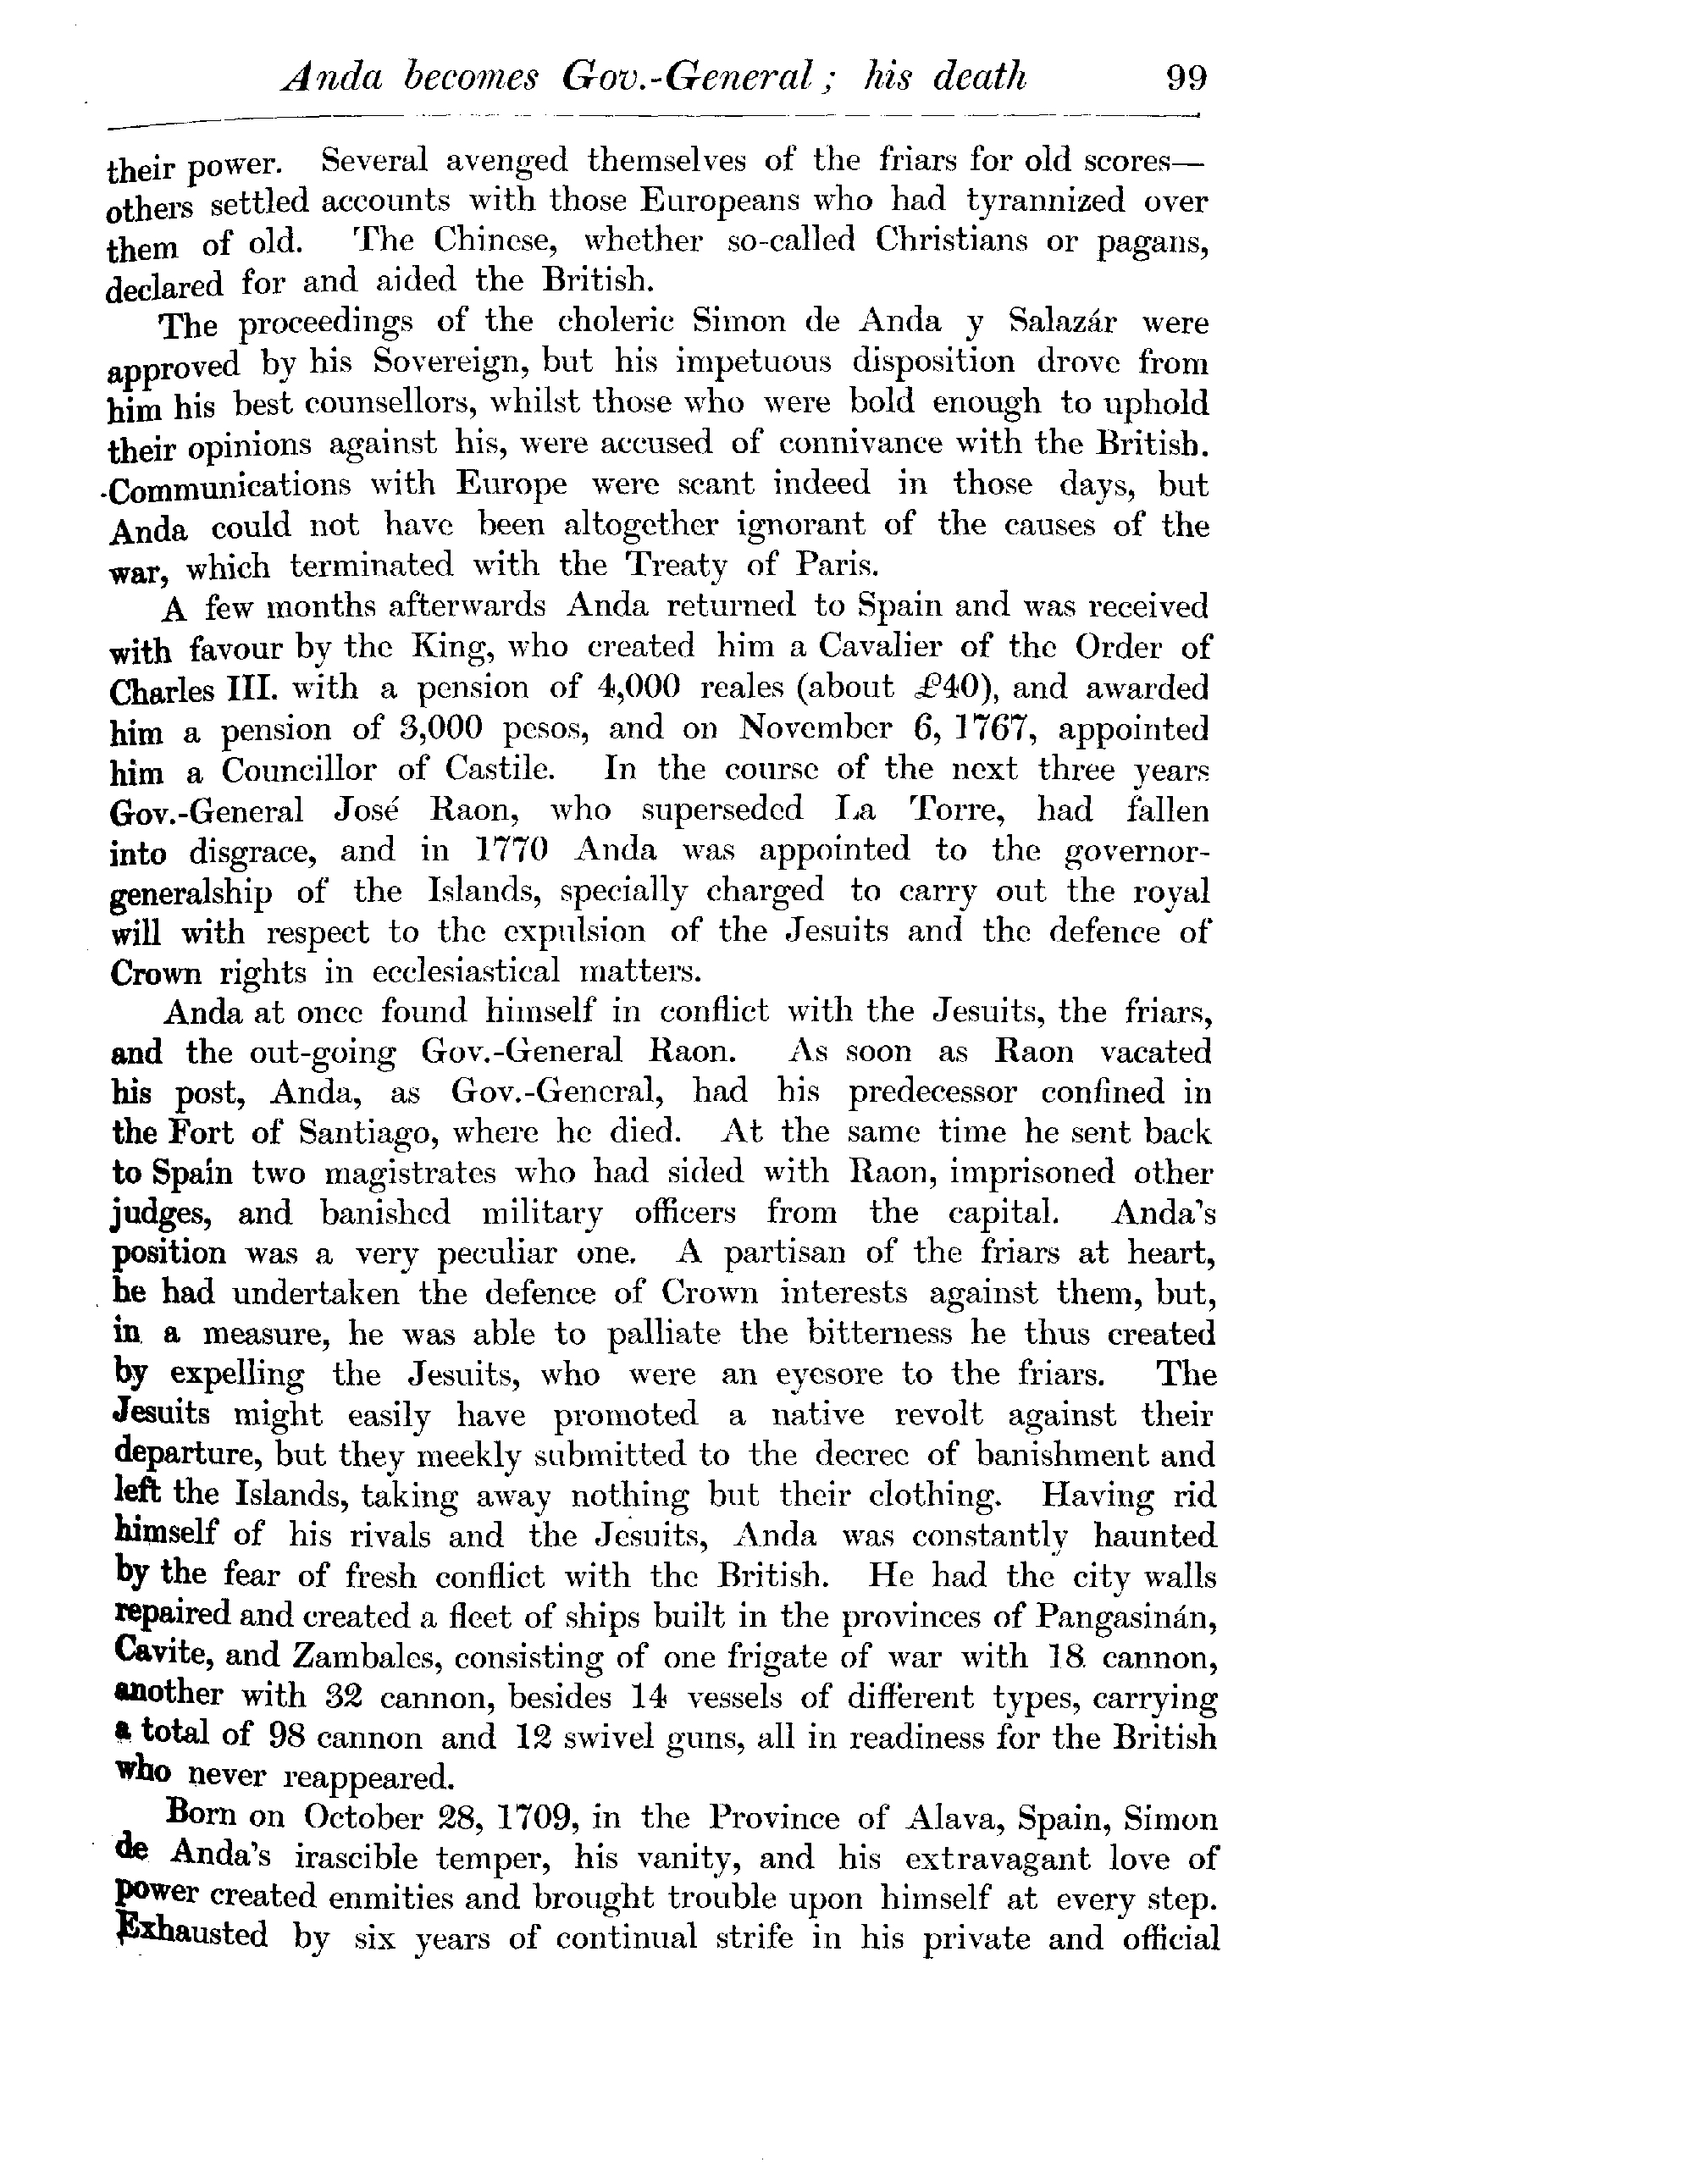 Anda becomes Gov.-General; his death 99
their power. Several avenged themselves of the friars for old scores—
others settled accounts with those Europeans who had tyrannized over
them of old. The Chinese, whether so-called Christians or pagans,
declared for and aided the British.
The proceedings of the choleric Simon de Anda y Salazár were
approved by his Sovereign, but his impetuous disposition drove from
him his best counsellors, whilst those who were bold enough to uphold
their opinions against his, were accused of connivance with the British.
Communications with Europe were scant indeed in those days, but
Anda could not have been altogether ignorant of the causes of the
war, which terminated with the Treaty of Paris.
A few months afterwards Anda returned to Spain and was received
with favour by the King, who created him a Cavalier of the Order of
Charles III. with a pension of 4,000 reales (about £40), and awarded
him a pension of 3,000 pesos, and on November 6, 1767, appointed
him a Councillor of Castile. In the course of the next three years
Gov.-General José Raon, who superseded La Torre, had fallen
into disgrace, and in 1770 Anda was appointed to the governor-
generalship of the Islands, specially charged to carry out the royal
will with respect to the expulsion of the Jesuits and the defence of
Crown rights in ecclesiastical matters.
Anda at once found himself in conflict with the Jesuits, the friars,
and the out-going Gov.-General Raon. As soon as Raon vacated
his post, Anda, as Gov.-General, had his predecessor confined in
the Fort of Santiago, where he died. At the same time he sent back
to Spain two magistrates who had sided with Raon, imprisoned other
judges, and banished military officers from the capital. Anda's
position was a very peculiar one. A partisan of the friars at heart,
he had undertaken the defence of Crown interests against them, but,
in a measure, he was able to palliate the bitterness he thus created
by expelling the Jesuits, who were an eyesore to the friars. The
Jesuits might easily have promoted a native revolt against their
departure, but they meekly submitted to the decree of banishment and
left the Islands, taking away nothing but their clothing. Having rid
himself of his rivals and the Jesuits, Anda was constantly haunted
by the fear of fresh conflict with the British. He had the city walls
repaired and created a fleet of ships built in the provinces of Pangasinán,
Cavite, and Zambales, consisting of one frigate of war with 18 cannon,
another with 32 cannon, besides 14 vessels of different types, carrying
a total of 98 cannon and 12 swivel guns, all in readiness for the British
who never reappeared.
Born on October 28, 1709, in the Province of Alava, Spain, Simon
de Anda's irascible temper, his vanity, and his extravagant love of
power created enmities and brought trouble upon himself at every step.
Exhausted by six years of continual strife in his private and official